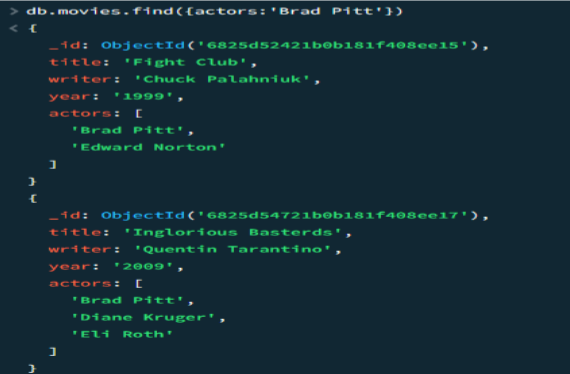 > db.movies.find({actors:'Brad Pitt'})
< {
_id: ObjectId('6825d52421b0b181f408ee15'),
title: 'Fight Club',
writer: 'Chuck Palahniuk',
year: '1999',
actors: [
'Brad Pitt',
'Edward Norton'
]
}
{
_id: ObjectId('6825d54721b0b181f408ee17'),
title: 'Inglorious Basterds',
writer: 'Quentin Tarantino',
year: '2009',
actors: [
'Brad Pitt',
'Diane Kruger',
'Eli Roth'
]
}